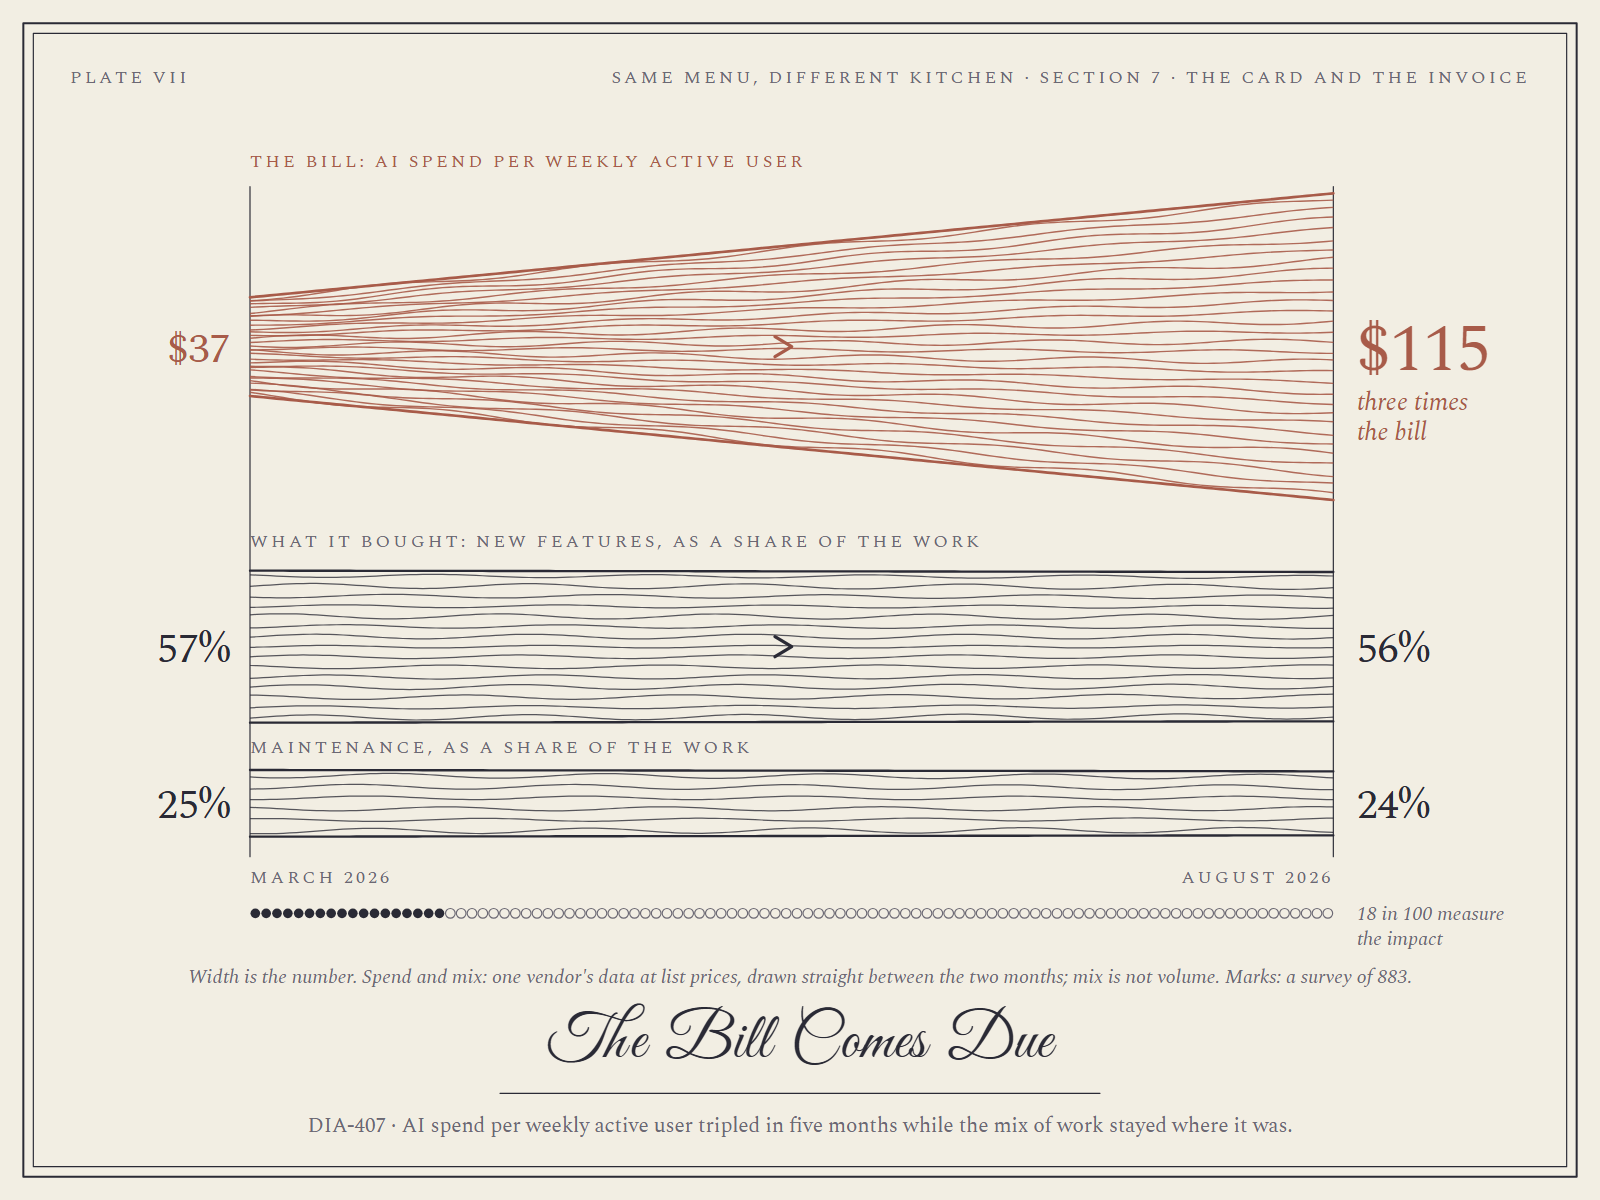 PLATE VII
SAME MENU, DIFFERENT KITCHEN · SECTION 7 · THE CARD AND THE INVOICE
THE BILL: AI SPEND PER WEEKLY ACTIVE USER
$37
$115
three times
the bill
WHAT IT BOUGHT: NEW FEATURES, AS A SHARE OF THE WORK
57%
56%
MAINTENANCE, AS A SHARE OF THE WORK
25%
24%
MARCH 2026
AUGUST 2026
18 in 100 measure
the impact
Width is the number. Spend and mix: one vendor's data at list prices, drawn straight between the two months; mix is not volume. Marks: a survey of 883.
The Bill Comes Due
DIA-407 · AI spend per weekly active user tripled in five months while the mix of work stayed where it was.